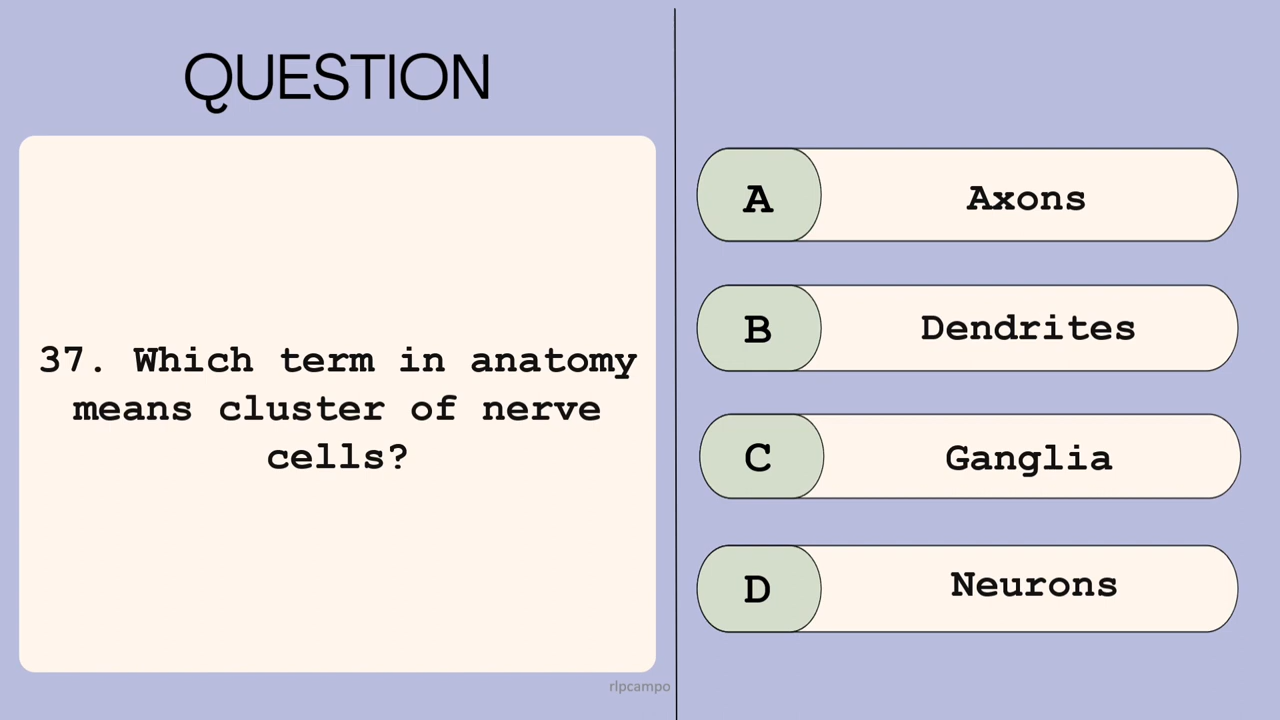 QUESTION
37. Which term in anatomy
means cluster of nerve
cells?
A
Axons
B
Dendrites
C
Ganglia
D
Neurons
rlpcampo